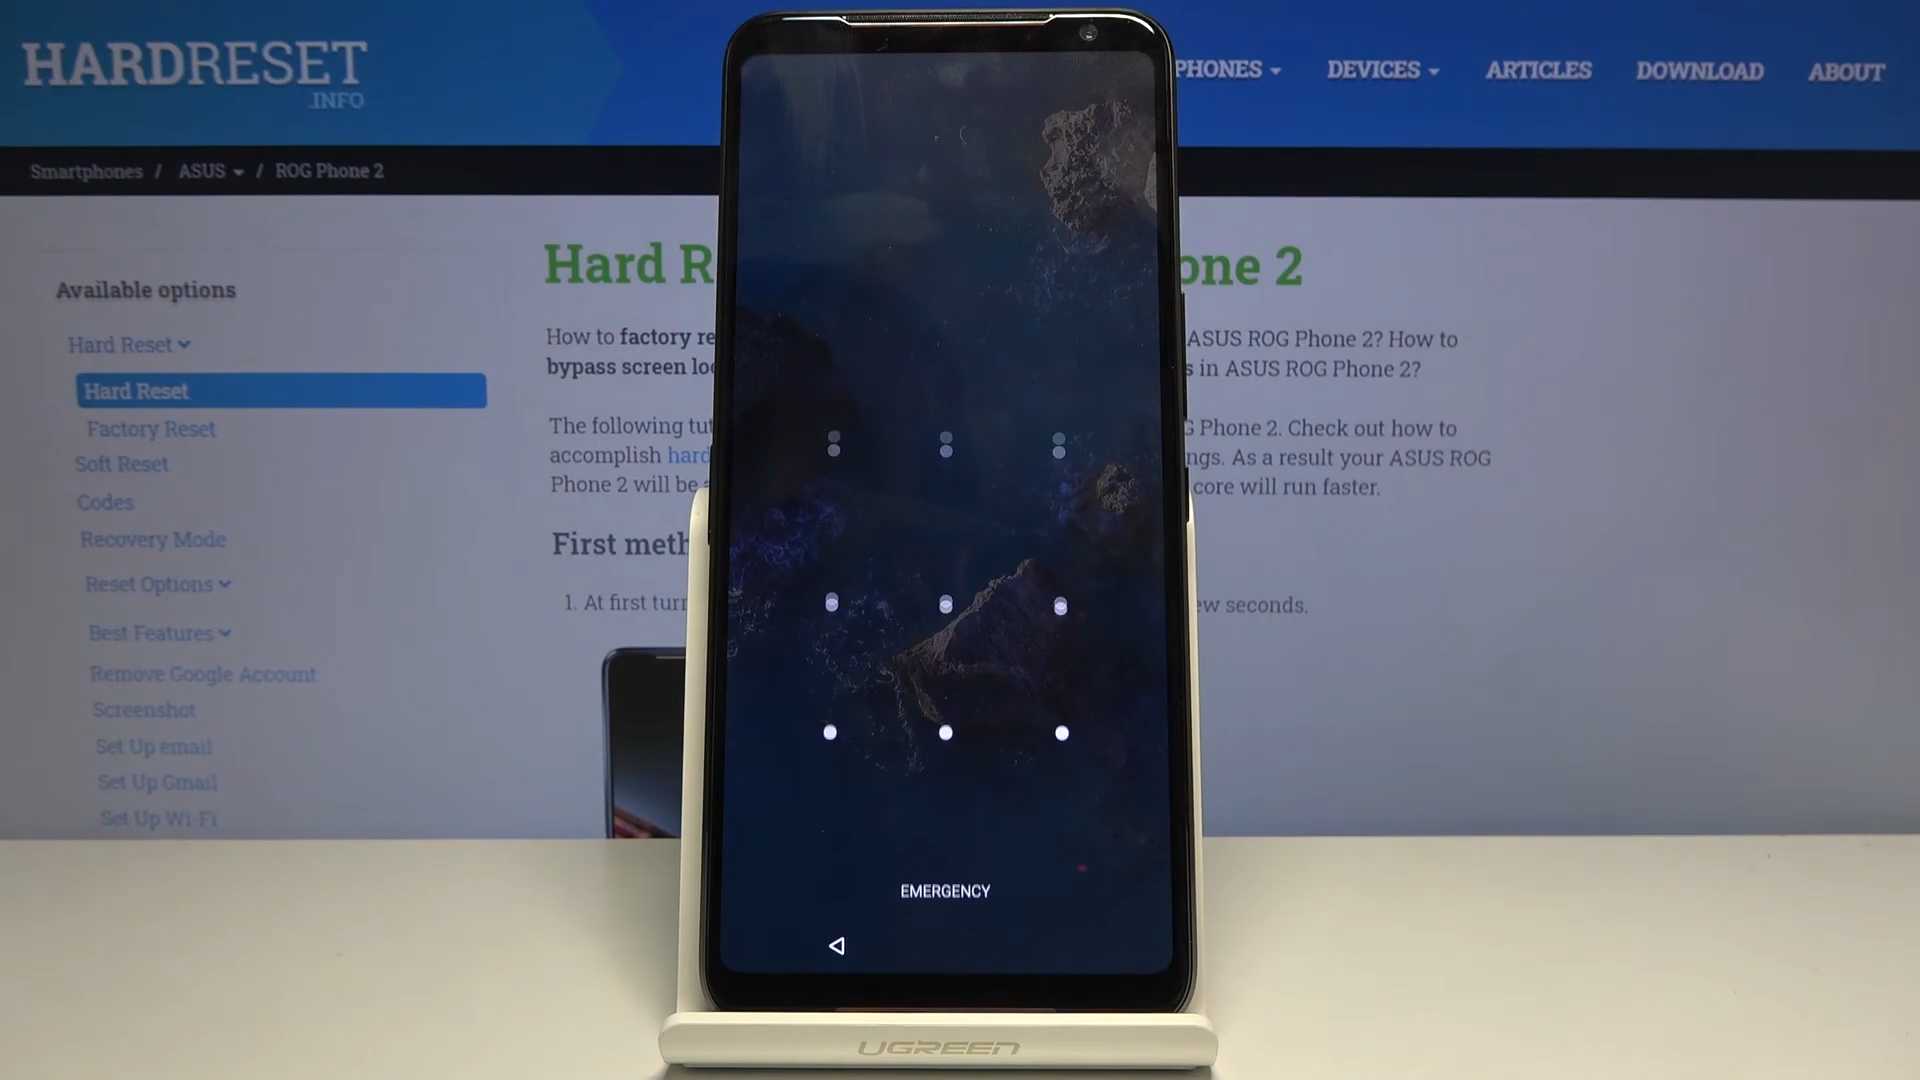 HARDRESET
.INFO
PHONES
DEVICES
ARTICLES
DOWNLOAD
ABOUT
Smartphones / ASUS / ROG Phone 2
Available options
Hard Reset
Hard Reset
Factory Reset
Soft Reset
Codes
Recovery Mode
Reset Options
Best Features
Remove Google Account
Screenshot
Set Up email
Set Up Gmail
Set Up Wi-Fi
Hard R one 2
How to factory re ASUS ROG Phone 2? How to
bypass screen lo s in ASUS ROG Phone 2?
The following tut G Phone 2. Check out how to
accomplish hard ngs. As a result your ASUS ROG
Phone 2 will be core will run faster.
First meth
1. At first turn ew seconds.
EMERGENCY
UGREEN